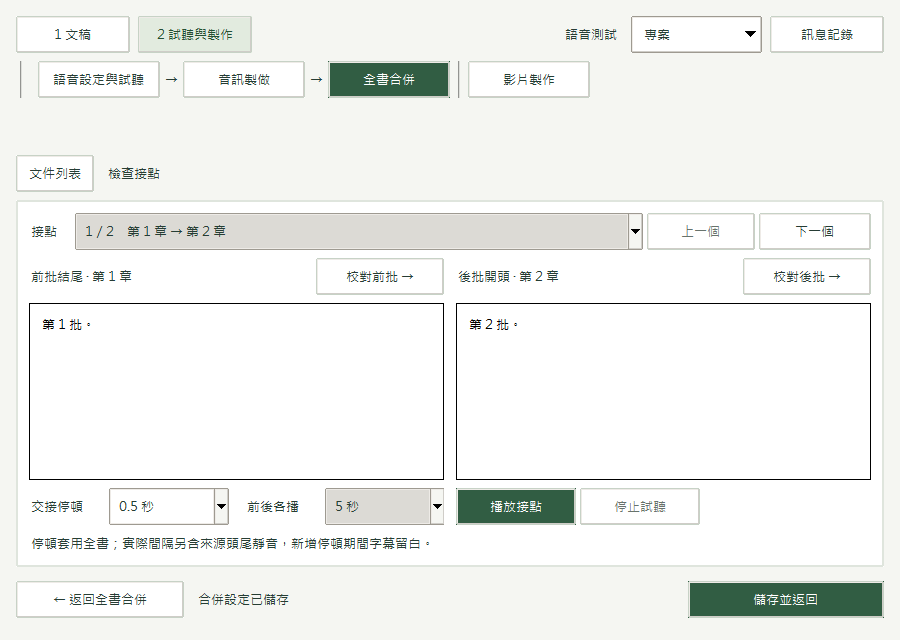 1 文稿 2 試聽與製作 語音測試 專案 訊息記錄
語音設定與試聽 → 音訊製做 → 全書合併 影片製作
文件列表 檢查接點
接點 1 / 2 第 1 章 → 第 2 章 上一個 下一個
前批結尾 · 第 1 章 校對前批 → 後批開頭 · 第 2 章 校對後批 →
第 1 批。 第 2 批。
交接停頓 0.5 秒 前後各播 5 秒 播放接點 停止試聽
停頓套用全書；實際間隔另含來源頭尾靜音，新增停頓期間字幕留白。
← 返回全書合併 合併設定已儲存 儲存並返回